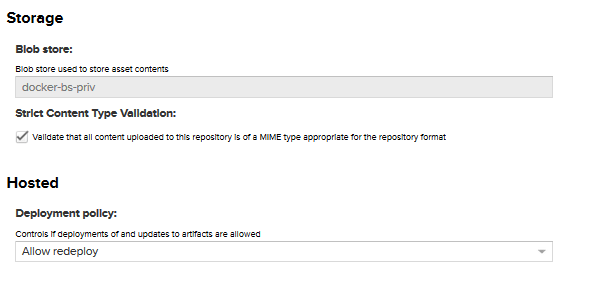 Storage
Blob store:
Blob store used to store asset contents
docker-bs-priv
Strict Content Type Validation:
Validate that all content uploaded to this repository is of a MIME type appropriate for the repository format
Hosted
Deployment policy:
Controls if deployments of and updates to artifacts are allowed
Allow redeploy